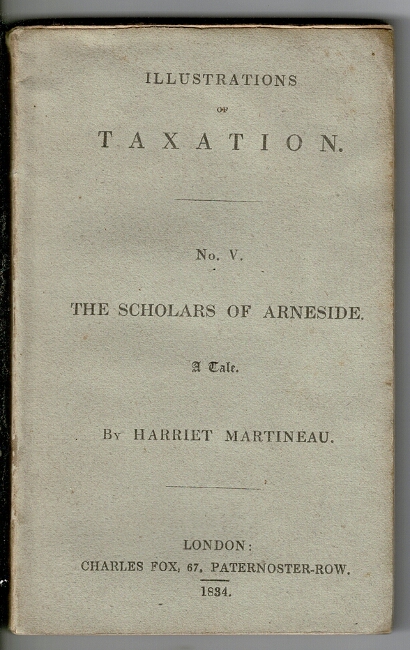 ILLUSTRATIONS
OF
TAXATION.
No. V.
THE SCHOLARS OF ARNESIDE.
A Tale.
By HARRIET MARTINEAU.
LONDON:
CHARLES FOX, 67, PATERNOSTER-ROW.
1834.